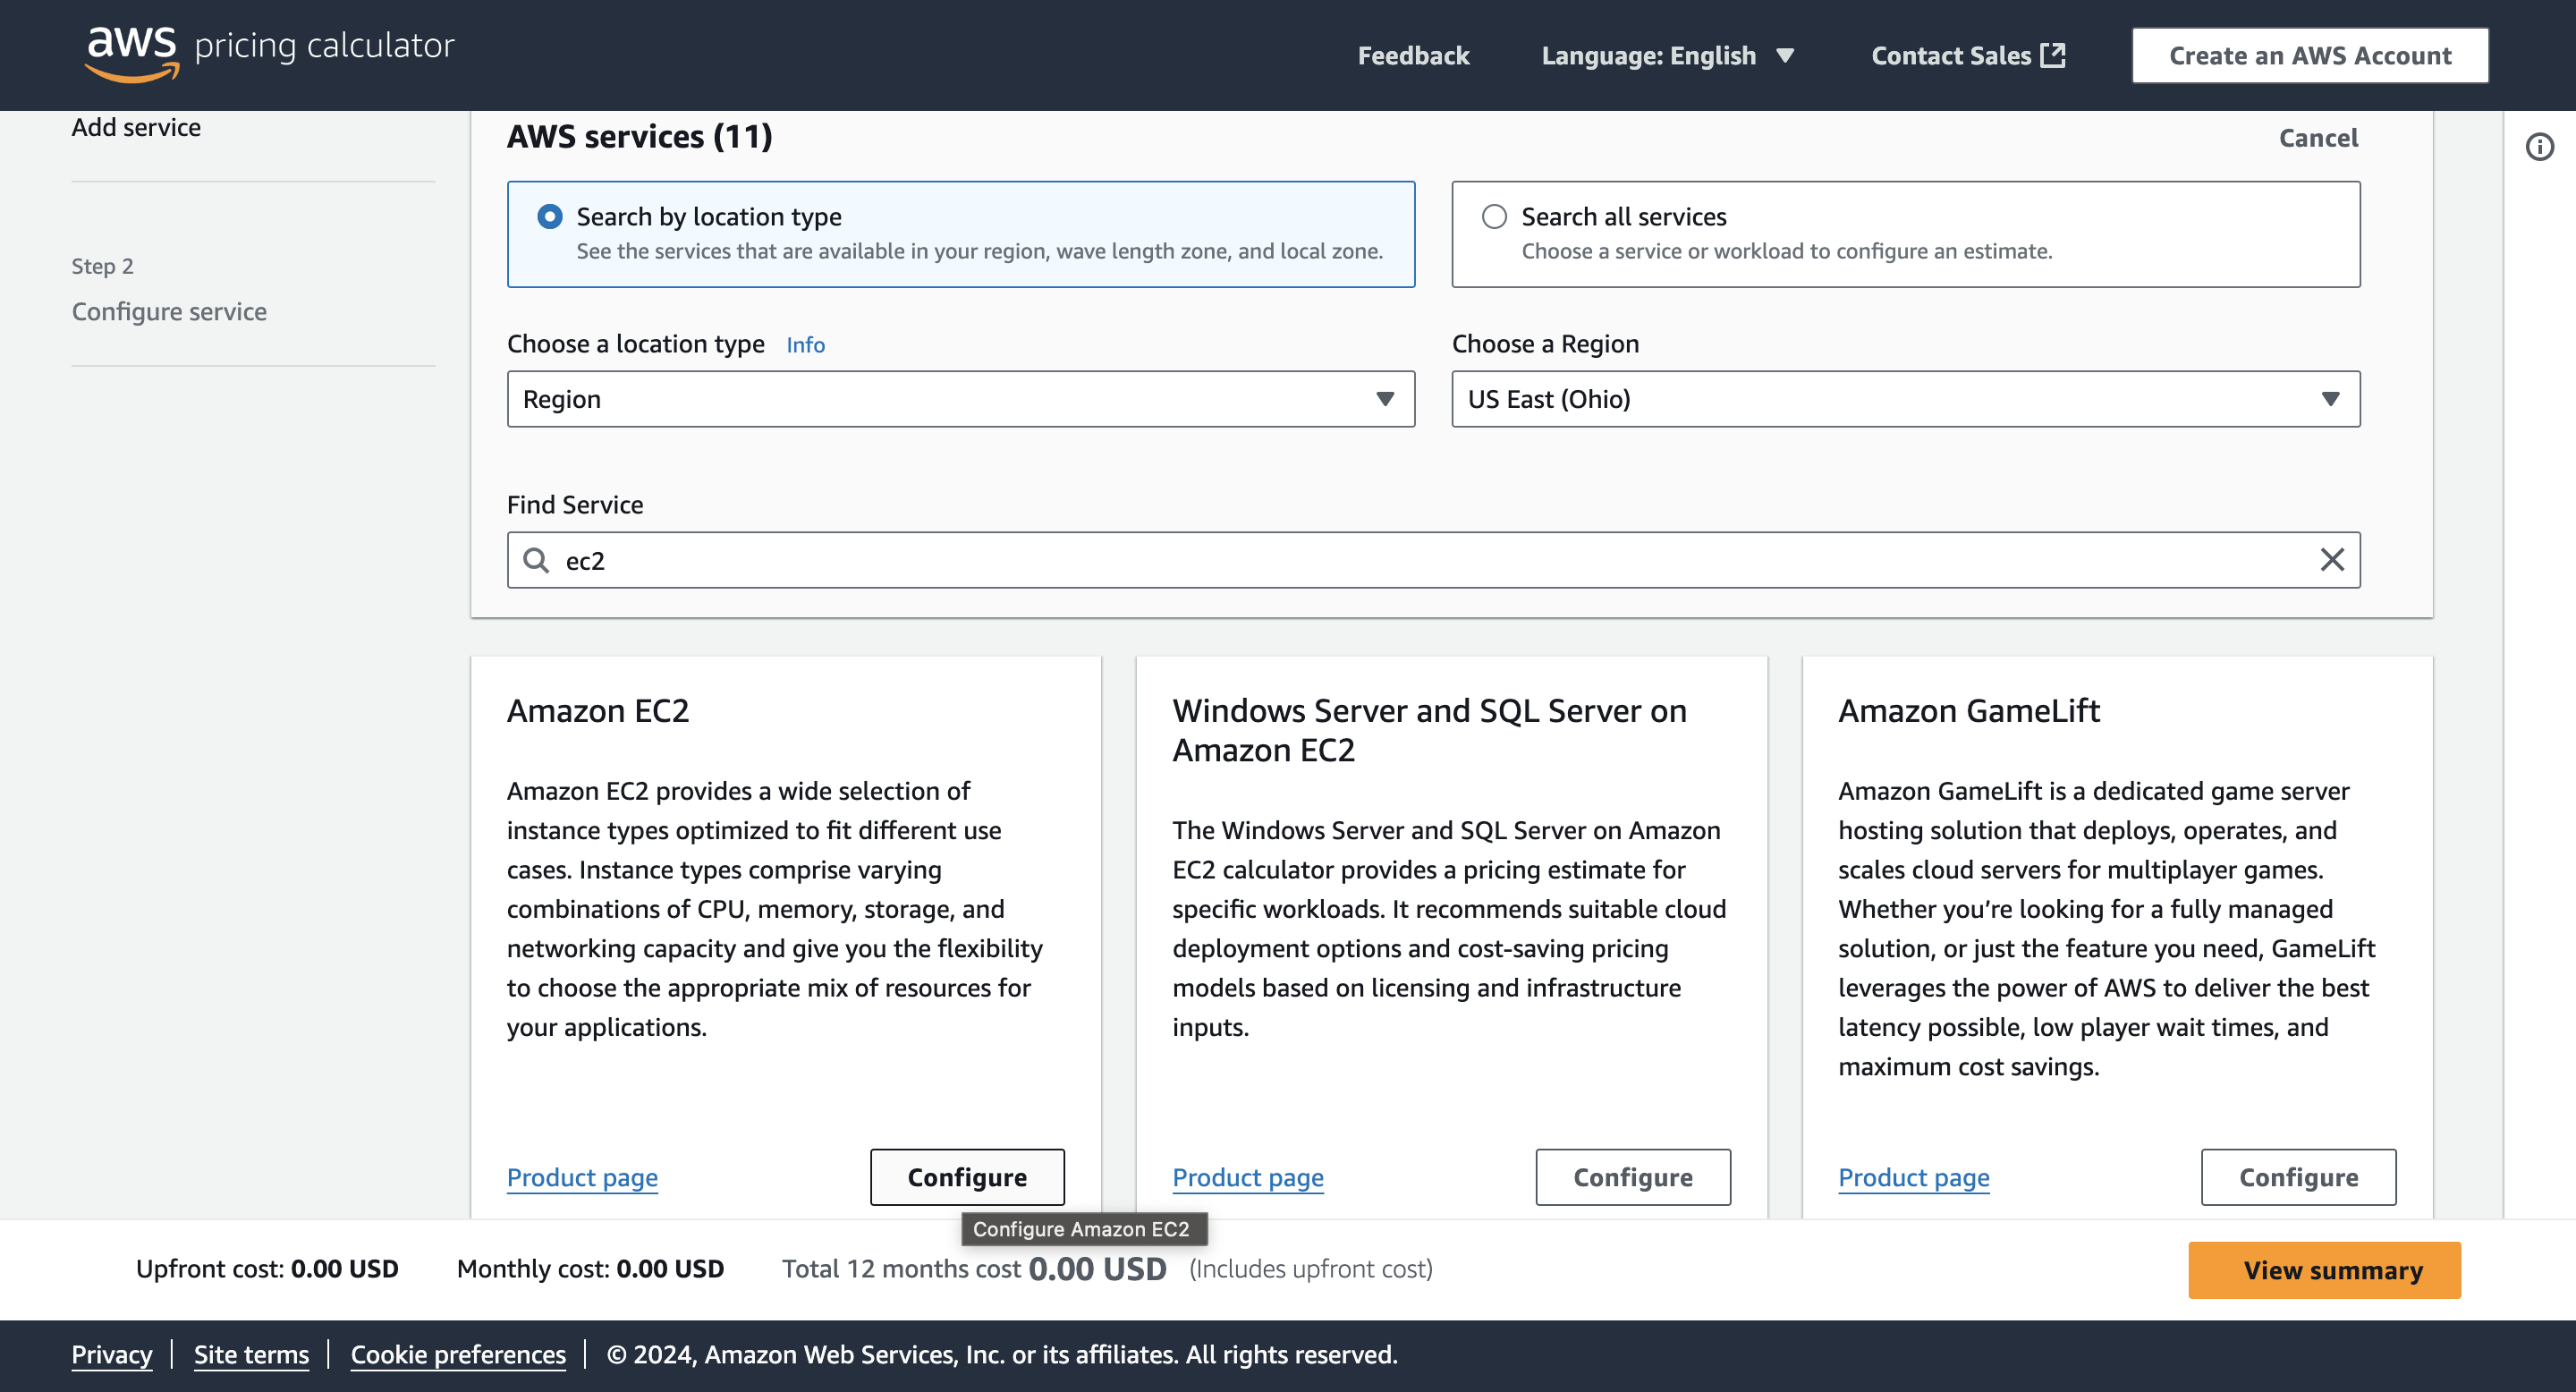 aws pricing calculator
Feedback
Language: English
Contact Sales
Create an AWS Account
Add service
Step 2
Configure service
AWS services (11)
Cancel
Search by location type
See the services that are available in your region, wave length zone, and local zone.
Search all services
Choose a service or workload to configure an estimate.
Choose a location type Info
Region
Choose a Region
US East (Ohio)
Find Service
ec2
Amazon EC2
Amazon EC2 provides a wide selection of
instance types optimized to fit different use
cases. Instance types comprise varying
combinations of CPU, memory, storage, and
networking capacity and give you the flexibility
to choose the appropriate mix of resources for
your applications.
Product page
Configure
Configure Amazon EC2
Windows Server and SQL Server on
Amazon EC2
The Windows Server and SQL Server on Amazon
EC2 calculator provides a pricing estimate for
specific workloads. It recommends suitable cloud
deployment options and cost-saving pricing
models based on licensing and infrastructure
inputs.
Product page
Configure
Amazon GameLift
Amazon GameLift is a dedicated game server
hosting solution that deploys, operates, and
scales cloud servers for multiplayer games.
Whether you’re looking for a fully managed
solution, or just the feature you need, GameLift
leverages the power of AWS to deliver the best
latency possible, low player wait times, and
maximum cost savings.
Product page
Configure
Upfront cost: 0.00 USD
Monthly cost: 0.00 USD
Total 12 months cost 0.00 USD (Includes upfront cost)
View summary
Privacy
Site terms
Cookie preferences
© 2024, Amazon Web Services, Inc. or its affiliates. All rights reserved.